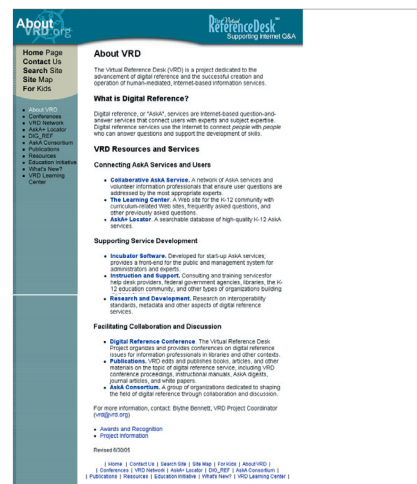 About
VRD.org
The Virtual
ReferenceDesk™
Supporting Internet Q&A
Home Page
Contact Us
Search Site
Site Map
For Kids
About VRD
Conferences
VRD Network
AskA+ Locator
DIG_REF
AskA Consortium
Publications
Resources
Education Initiative
What's New?
VRD Learning
Center
About VRD
The Virtual Reference Desk (VRD) is a project dedicated to the
advancement of digital reference and the successful creation and
operation of human-mediated, Internet-based information services.
What is Digital Reference?
Digital reference, or "AskA", services are Internet-based question-and-
answer services that connect users with experts and subject expertise.
Digital reference services use the Internet to connect people with people
who can answer questions and support the development of skills.
VRD Resources and Services
Connecting AskA Services and Users
Collaborative AskA Service. A network of AskA services and
volunteer information professionals that ensure user questions are
addressed by the most appropriate experts.
The Learning Center. A Web site for the K-12 community with
curriculum-related Web sites, frequently asked questions, and
other previously asked questions.
AskA+ Locator. A searchable database of high-quality K-12 AskA
services.
Supporting Service Development
Incubator Software. Developed for start-up AskA services,
provides a front-end for the public and management system for
administrators and experts.
Instruction and Support. Consulting and training servicesfor
help desk providers, federal government agencies, libraries, the K-
12 education community, and other types of organizations building
Research and Development. Research on interoperability
standards, metadata and other aspects of digital reference
services.
Facilitating Collaboration and Discussion
Digital Reference Conference. The Virtual Reference Desk
Project organizes and provides conferences on digital reference
issues for information professionals in libraries and other contexts.
Publications. VRD edits and publishes books, articles, and other
materials on the topic of digital reference service, including VRD
conference proceedings, instructional manuals, AskA digests,
journal articles, and white papers.
AskA Consortium. A group of organizations dedicated to shaping
the field of digital reference through collaboration and discussion.
For more information, contact: Blythe Bennett, VRD Project Coordinator
(vrd@vrd.org)
Awards and Recognition
Project Information
Revised 6/30/05
| Home | Contact Us | Search Site | Site Map | For Kids | About VRD |
| Conferences | VRD Network | AskA+ Locator | DIG_REF | AskA Consortium |
| Publications | Resources | Education Initiative | What's New? | VRD Learning Center |